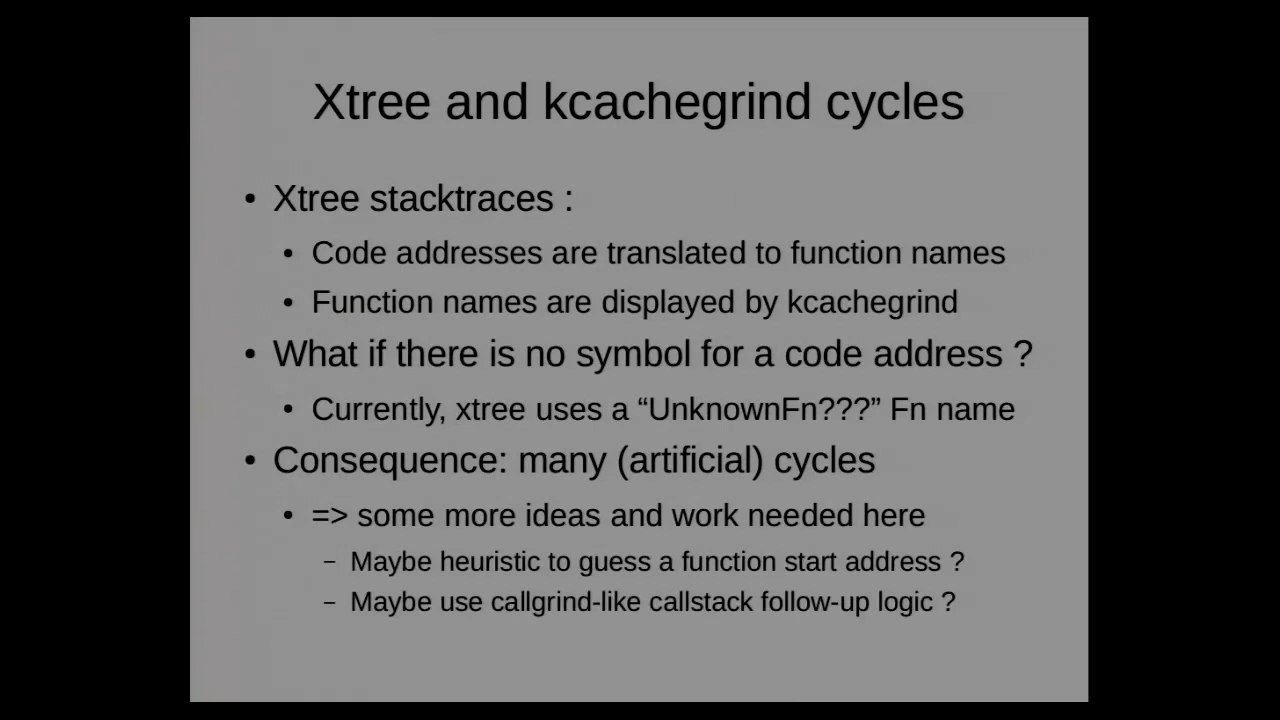 Xtree and kcachegrind cycles
• Xtree stacktraces :
• Code addresses are translated to function names
• Function names are displayed by kcachegrind
• What if there is no symbol for a code address ?
• Currently, xtree uses a “UnknownFn???” Fn name
• Consequence: many (artificial) cycles
• => some more ideas and work needed here
– Maybe heuristic to guess a function start address ?
– Maybe use callgrind-like callstack follow-up logic ?